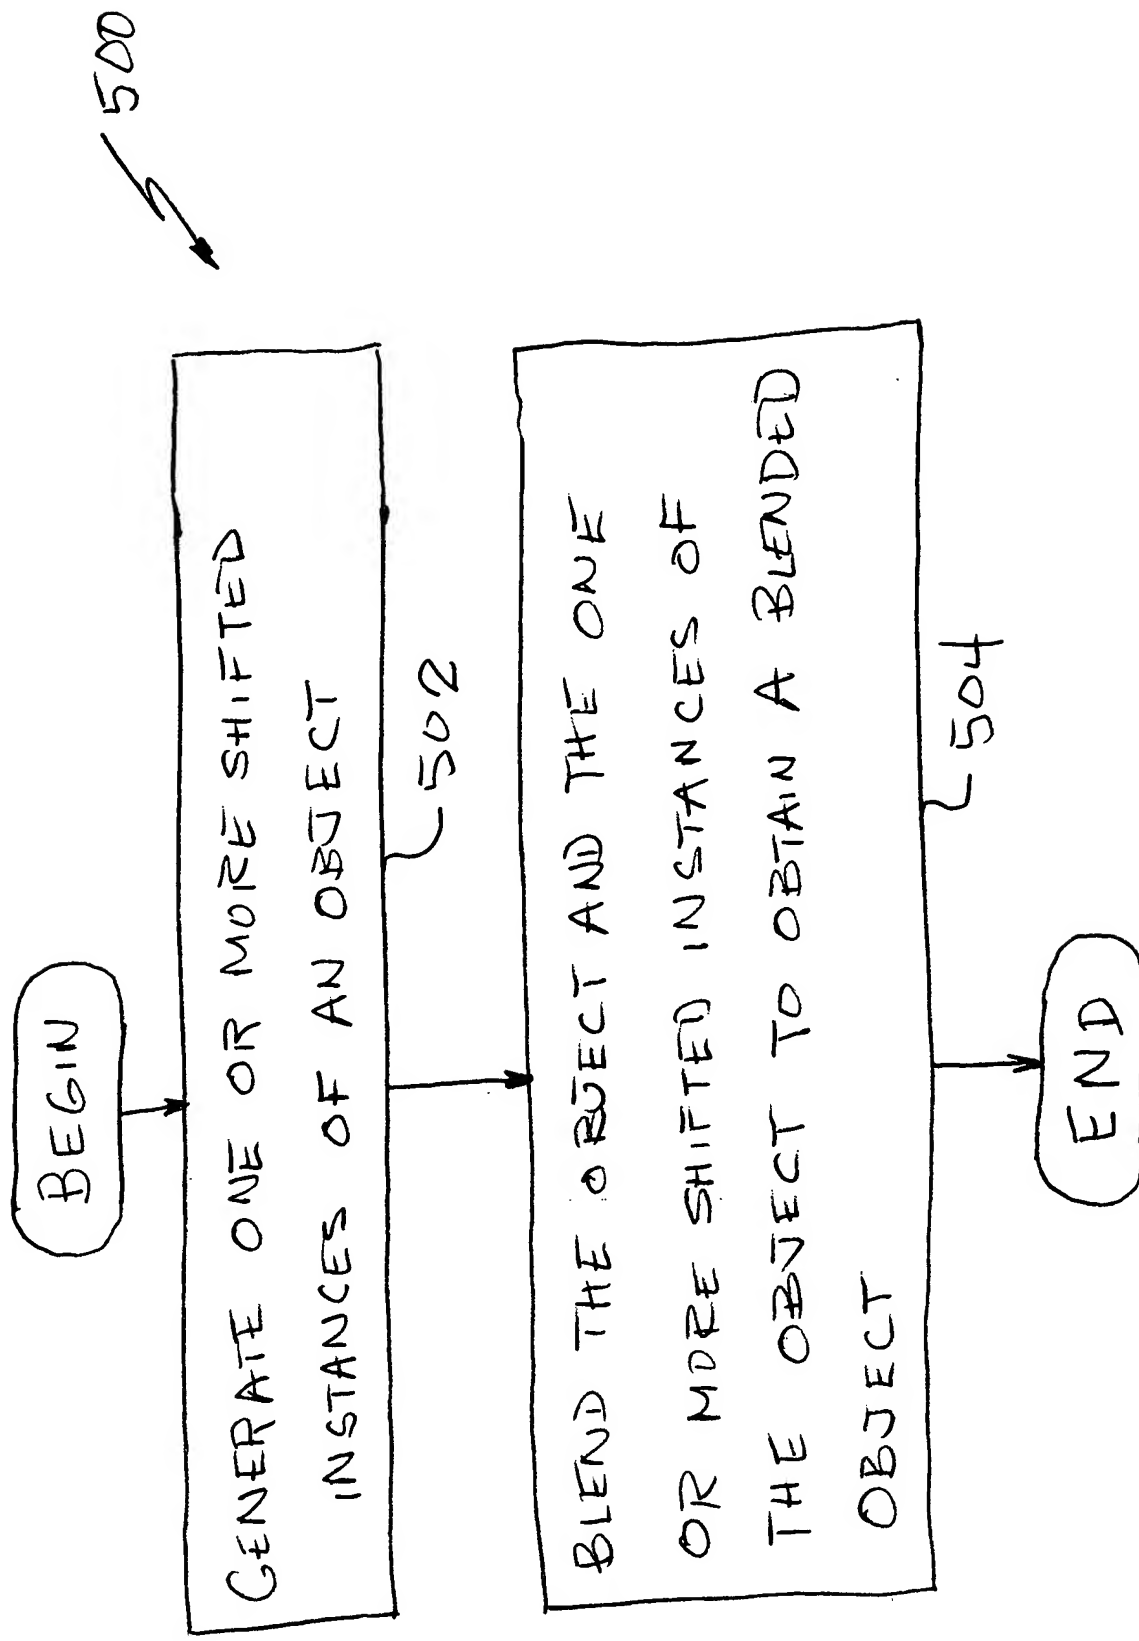 500
BEGIN
GENERATE ONE OR MORE SHIFTED
INSTANCES OF AN OBJECT
502
BLEND THE OBJECT AND THE ONE
OR MORE SHIFTED INSTANCES OF
THE OBJECT TO OBTAIN A BLENDED
OBJECT
504
END